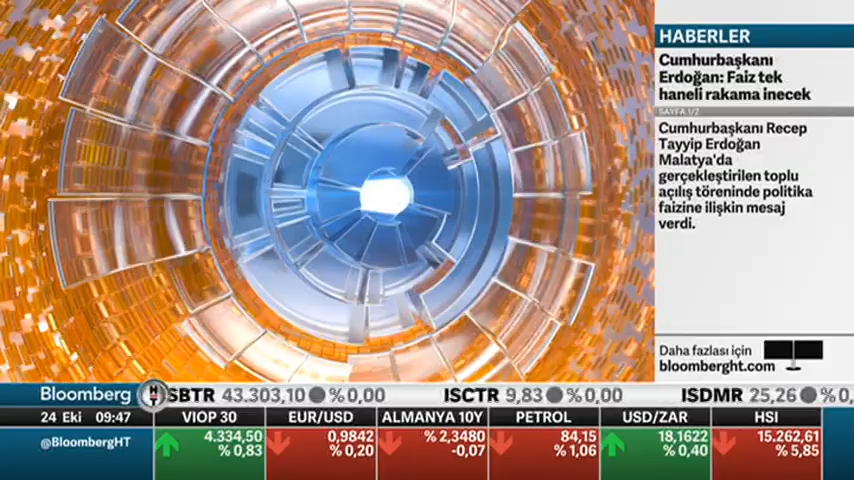 HABERLER
Cumhurbaşkanı
Erdoğan: Faiz tek
haneli rakama inecek
SAYFA 1/2
Cumhurbaşkanı Recep
Tayyip Erdoğan
Malatya'da
gerçekleştirilen toplu
açılış töreninde politika
faizine ilişkin mesaj
verdi.
Daha fazlası için
bloomberght.com
Bloomberg H SBTR 43.303,10 %0,00 ISCTR 9,83 %0,00 ISDMR 25,26 %0,
24 Eki 09:47 VIOP 30 EUR/USD ALMANYA 10Y PETROL USD/ZAR HSI
@BloombergHT 4.334,50 0,9842 % 2,3480 84,15 18,1622 15.262,61
% 0,83 % 0,20 -0,07 % 1,06 % 0,40 % 5,85